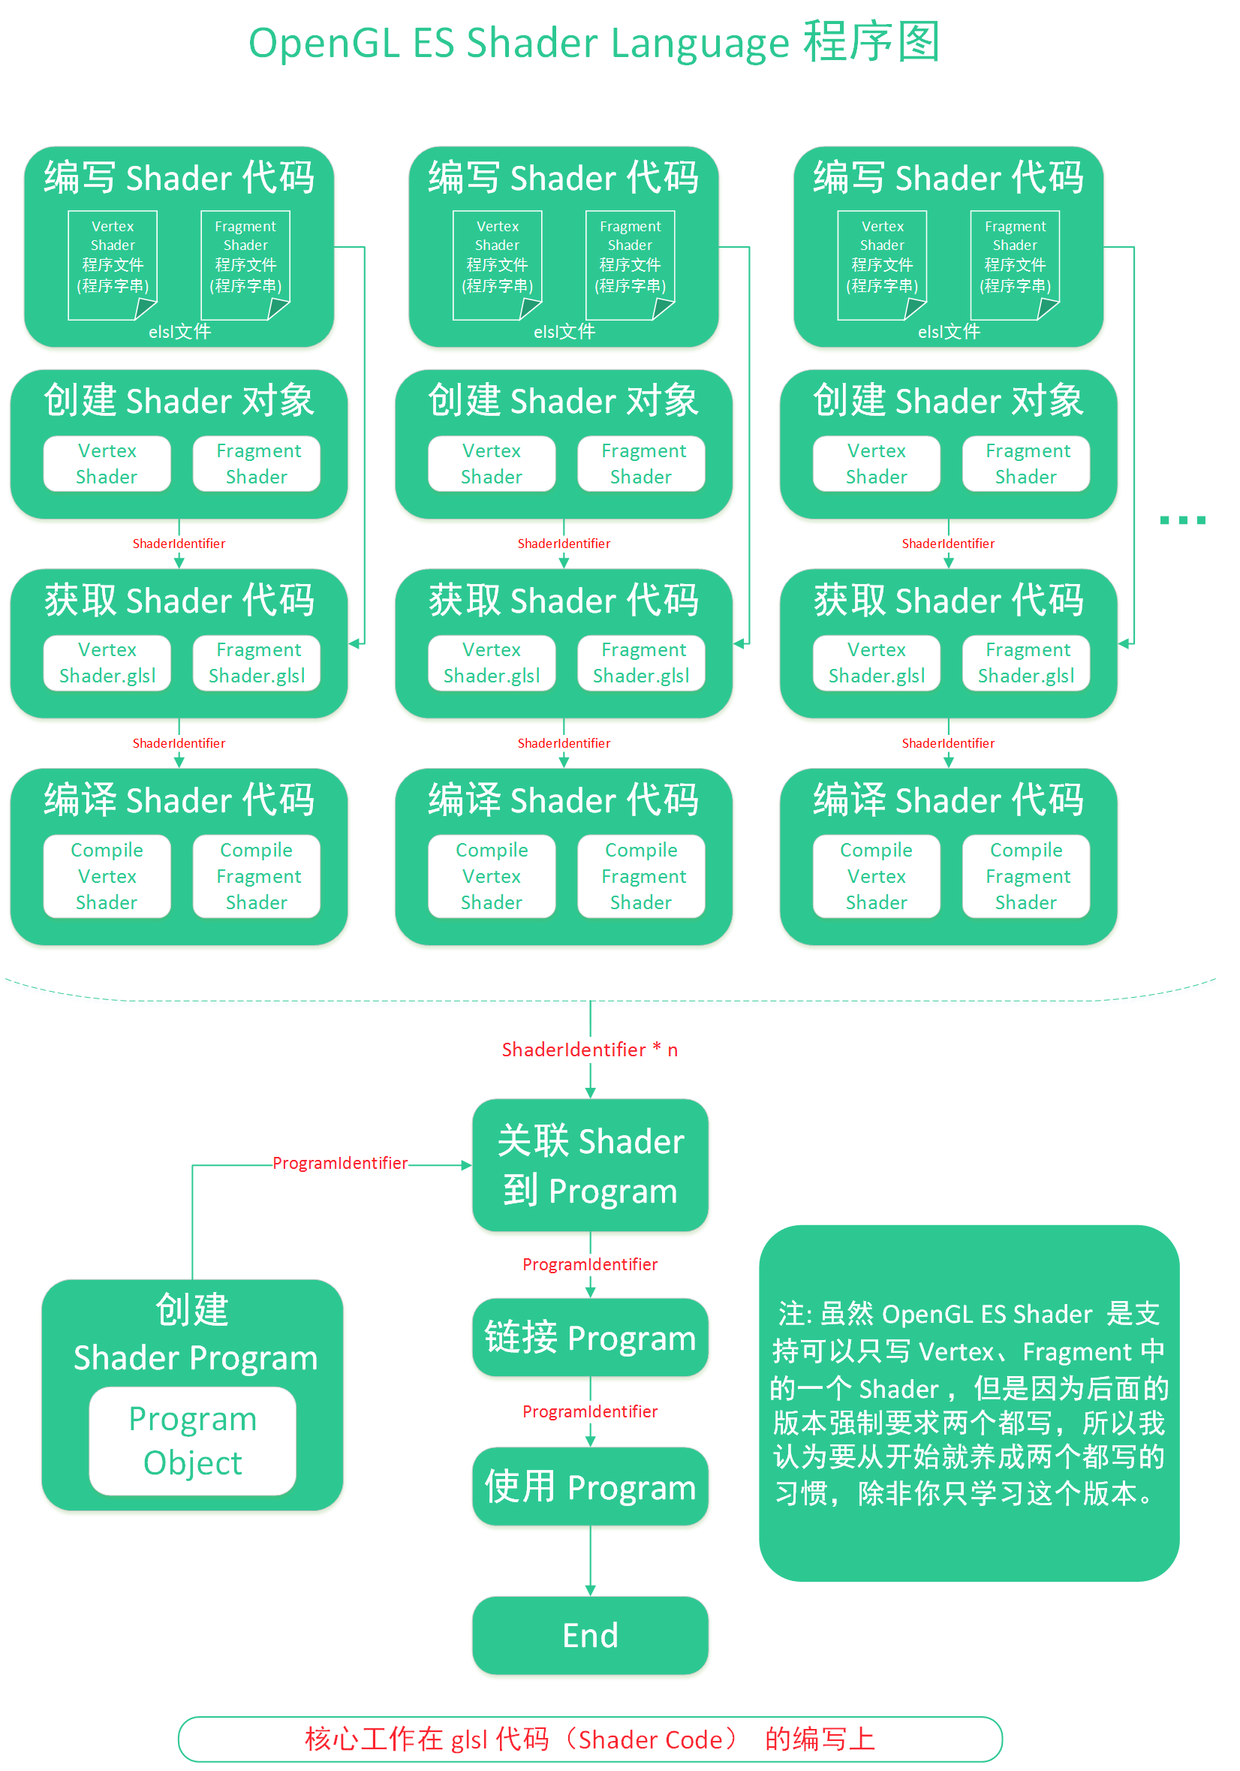 OpenGL ES Shader Language 程序图
编写 Shader 代码
Vertex
Shader
程序文件
(程序字串)
Fragment
Shader
程序文件
(程序字串)
elsl文件
编写 Shader 代码
Vertex
Shader
程序文件
(程序字串)
Fragment
Shader
程序文件
(程序字串)
elsl文件
编写 Shader 代码
Vertex
Shader
程序文件
(程序字串)
Fragment
Shader
程序文件
(程序字串)
elsl文件
创建 Shader 对象
Vertex
Shader
Fragment
Shader
创建 Shader 对象
Vertex
Shader
Fragment
Shader
创建 Shader 对象
Vertex
Shader
Fragment
Shader
...
ShaderIdentifier
ShaderIdentifier
ShaderIdentifier
获取 Shader 代码
Vertex
Shader.glsl
Fragment
Shader.glsl
获取 Shader 代码
Vertex
Shader.glsl
Fragment
Shader.glsl
获取 Shader 代码
Vertex
Shader.glsl
Fragment
Shader.glsl
ShaderIdentifier
ShaderIdentifier
ShaderIdentifier
编译 Shader 代码
Compile
Vertex
Shader
Compile
Fragment
Shader
编译 Shader 代码
Compile
Vertex
Shader
Compile
Fragment
Shader
编译 Shader 代码
Compile
Vertex
Shader
Compile
Fragment
Shader
ShaderIdentifier * n
关联 Shader
到 Program
ProgramIdentifier
ProgramIdentifier
创建
Shader Program
Program
Object
链接 Program
ProgramIdentifier
使用 Program
End
注: 虽然 OpenGL ES Shader 是支
持可以只写 Vertex、Fragment 中
的一个 Shader ，但是因为后面的
版本强制要求两个都写，所以我
认为要从开始就养成两个都写的
习惯，除非你只学习这个版本。
核心工作在 glsl 代码（Shader Code） 的编写上